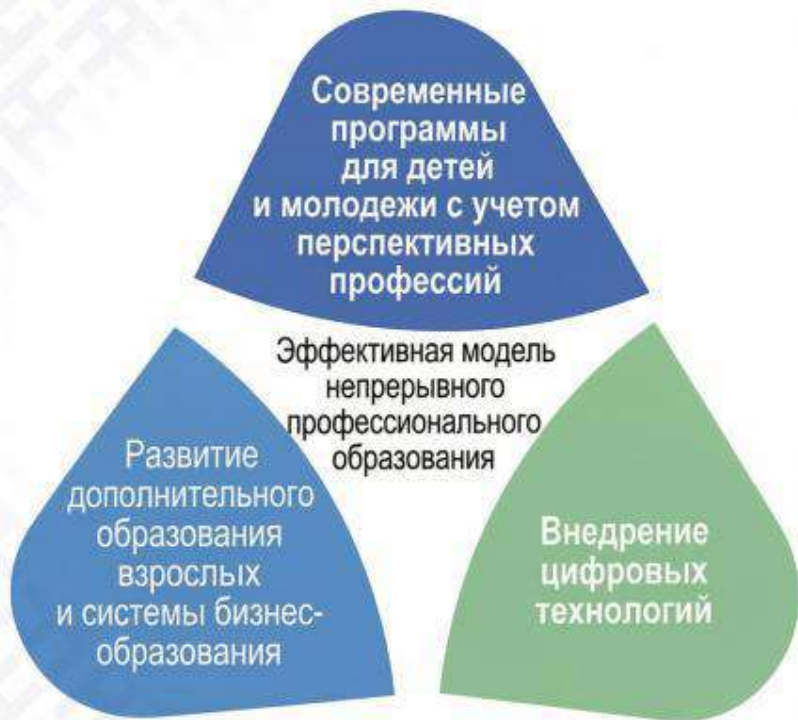 Современные
программы
для детей
и молодежи с учетом
перспективных
профессий
Эффективная модель
непрерывного
профессионального
образования
Развитие
дополнительного
образования
взрослых
и системы бизнес-
образования
Внедрение
цифровых
технологий